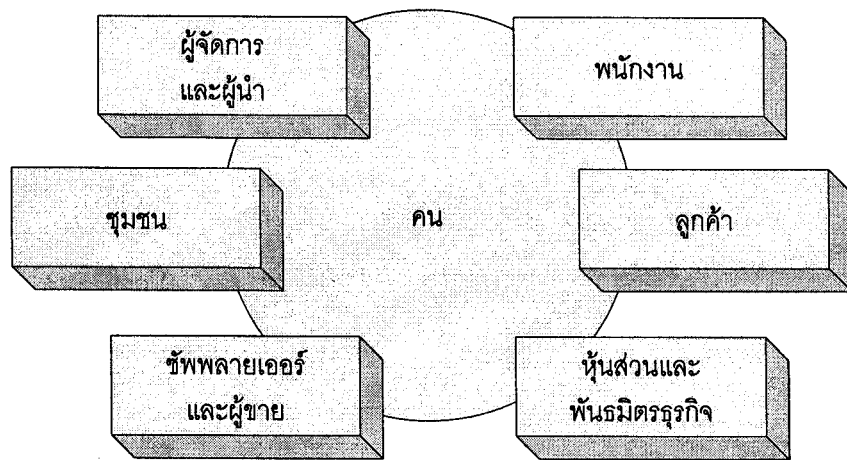 ผู้จัดการ
และผู้นำ
พนักงาน
ชุมชน
คน
ลูกค้า
ซัพพลายเออร์
และผู้ขาย
หุ้นส่วนและ
พันธมิตรธุรกิจ